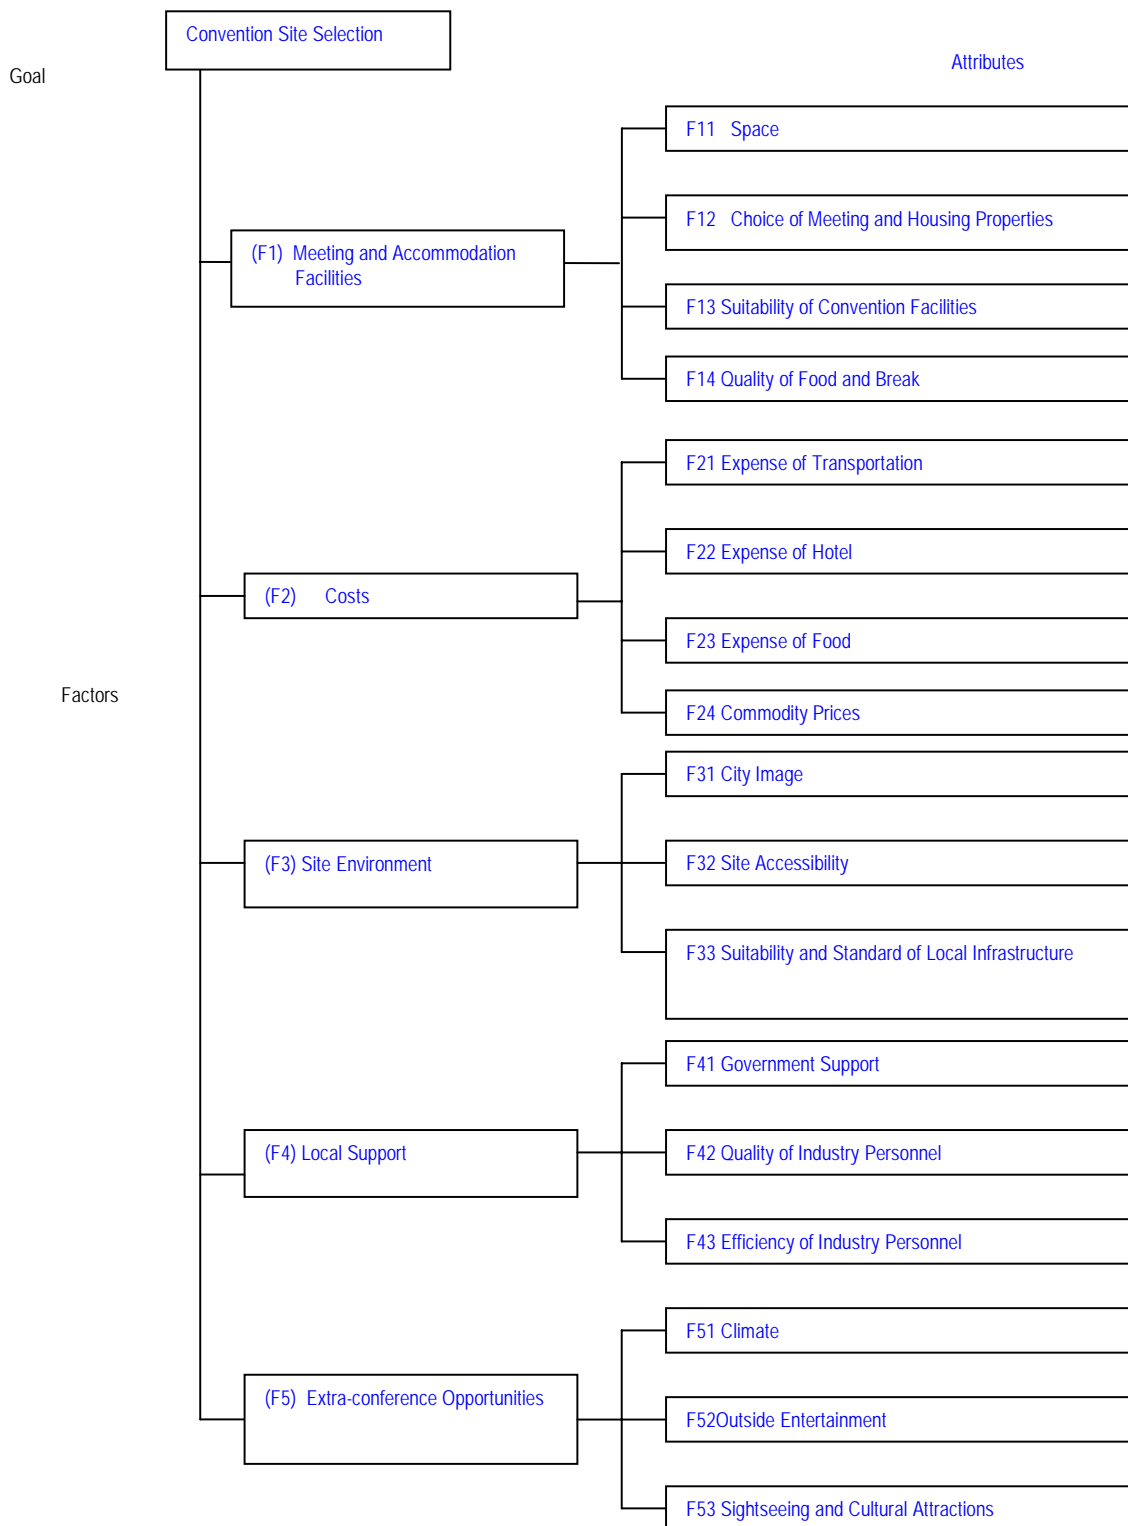 Convention Site Selection
Goal
Attributes
F11 Space
F12 Choice of Meeting and Housing Properties
(F1) Meeting and Accommodation
Facilities
F13 Suitability of Convention Facilities
F14 Quality of Food and Break
F21 Expense of Transportation
F22 Expense of Hotel
(F2) Costs
F23 Expense of Food
Factors
F24 Commodity Prices
F31 City Image
(F3) Site Environment
F32 Site Accessibility
F33 Suitability and Standard of Local Infrastructure
F41 Government Support
(F4) Local Support
F42 Quality of Industry Personnel
F43 Efficiency of Industry Personnel
F51 Climate
(F5) Extra-conference Opportunities
F52Outside Entertainment
F53 Sightseeing and Cultural Attractions